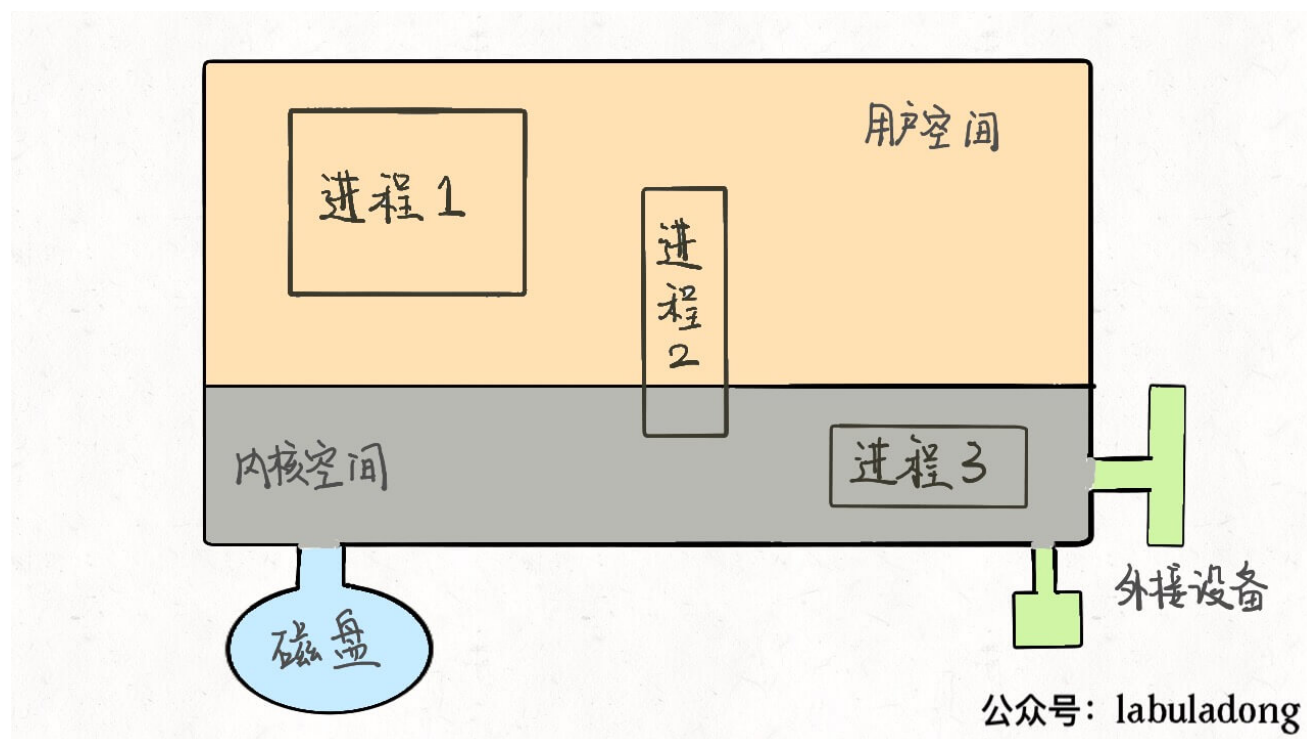 用户空间
进程1
进
程
2
内核空间
进程3
外接设备
磁盘
公众号：labuladong